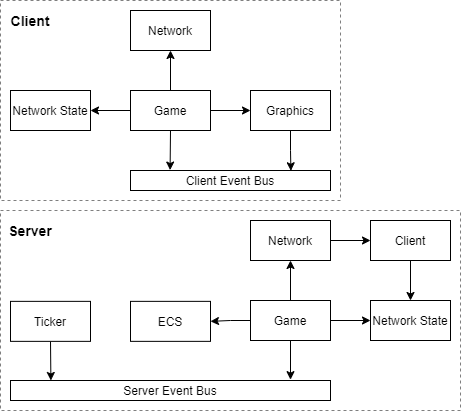 Client
Network
Network State
Game
Graphics
Client Event Bus
Server
Network
Client
Ticker
ECS
Game
Network State
Server Event Bus